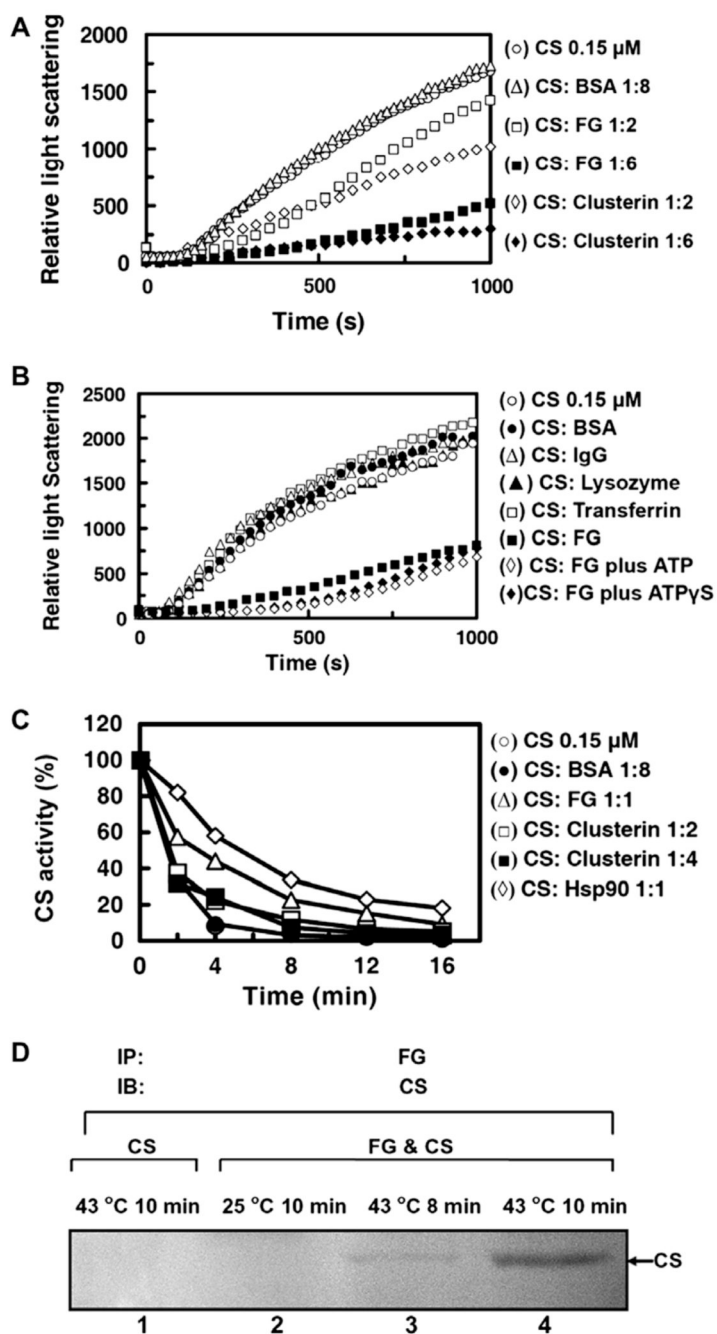 A
Relative light scattering
2000
1500
1000
500
0
0
500
1000
Time (s)
(○) CS 0.15 µM
(△) CS: BSA 1:8
(□) CS: FG 1:2
(■) CS: FG 1:6
(◇) CS: Clusterin 1:2
(◆) CS: Clusterin 1:6
B
Relative light Scattering
2500
2000
1500
1000
500
0
0
500
1000
Time (s)
(○) CS 0.15 µM
(●) CS: BSA
(△) CS: IgG
(▲) CS: Lysozyme
(□) CS: Transferrin
(■) CS: FG
(◇) CS: FG plus ATP
(◆)CS: FG plus ATPγS
C
CS activity (%)
120
100
80
60
40
20
0
0
4
8
12
16
Time (min)
(○) CS 0.15 µM
(●) CS: BSA 1:8
(△) CS: FG 1:1
(□) CS: Clusterin 1:2
(■) CS: Clusterin 1:4
(◇) CS: Hsp90 1:1
D
IP: FG
IB: CS
CS FG & CS
43 °C 10 min 25 °C 10 min 43 °C 8 min 43 °C 10 min
CS
1 2 3 4